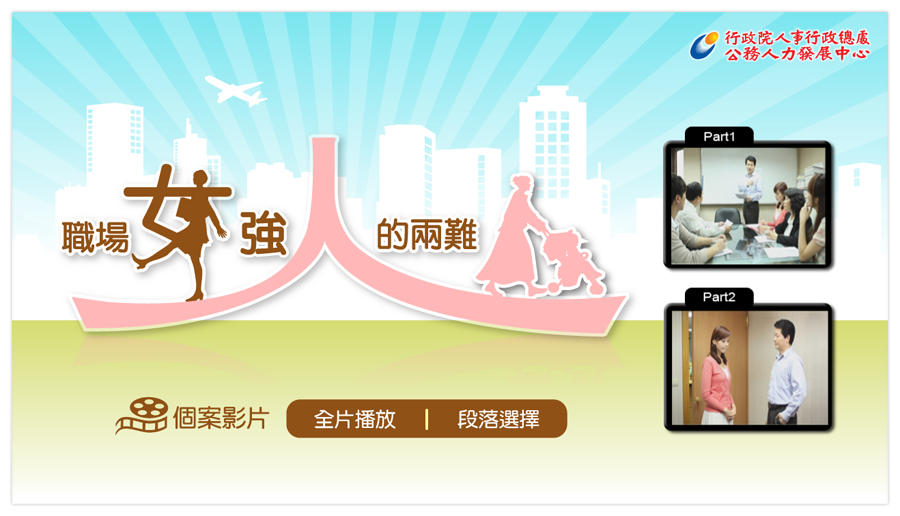 行政院人事行政總處
公務人力發展中心
Part1
職場女強人的兩難
Part2
個案影片
全片播放 | 段落選擇